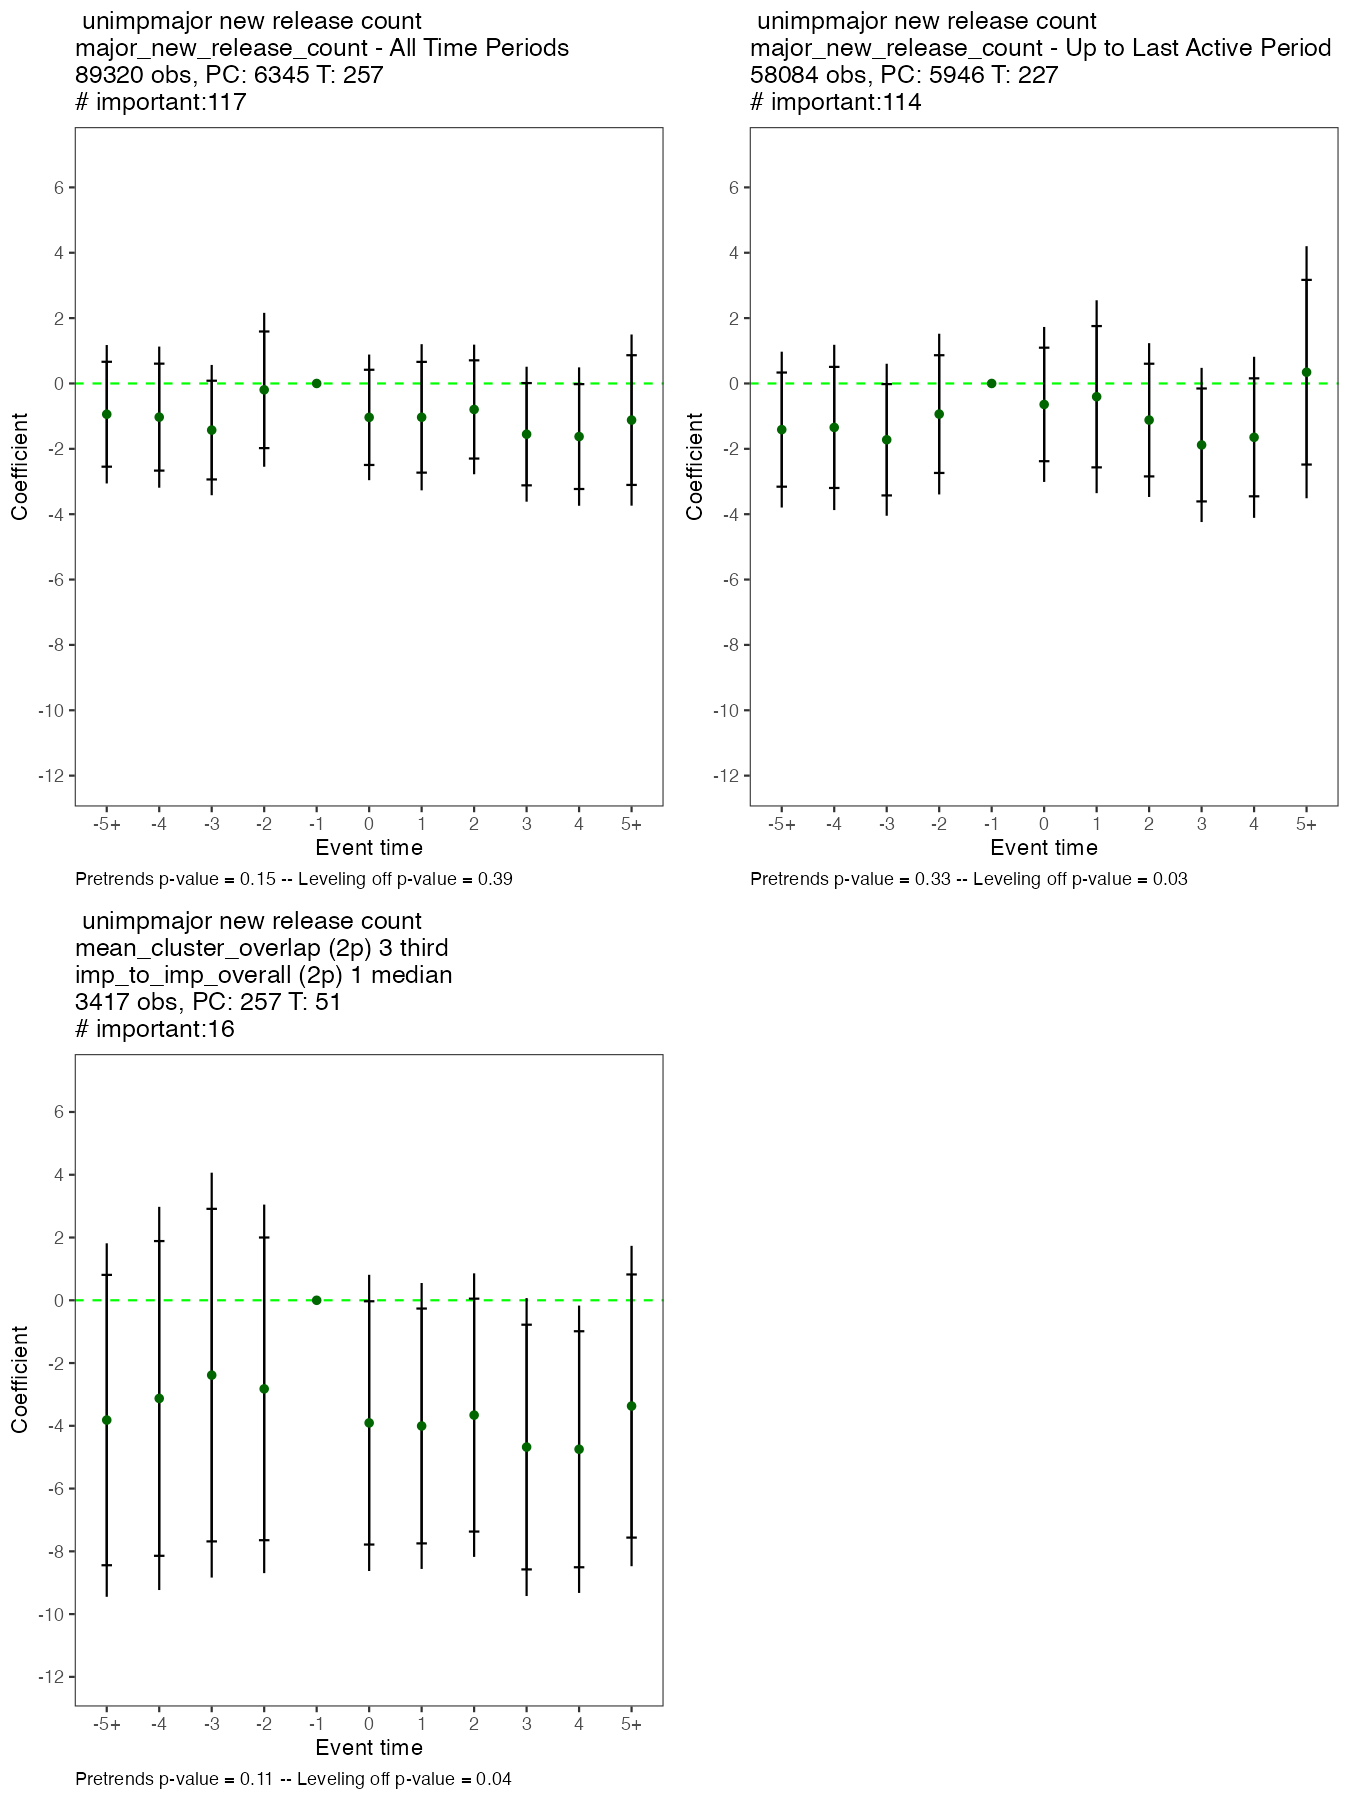 unimpmajor new release count
major_new_release_count - All Time Periods
89320 obs, PC: 6345 T: 257
# important:117
6
4
2
0
-2
-4
-6
-8
-10
-12
Coefficient
-5+ -4 -3 -2 -1 0 1 2 3 4 5+
Event time
Pretrends p-value = 0.15 -- Leveling off p-value = 0.39
unimpmajor new release count
major_new_release_count - Up to Last Active Period
58084 obs, PC: 5946 T: 227
# important:114
6
4
2
0
-2
-4
-6
-8
-10
-12
Coefficient
-5+ -4 -3 -2 -1 0 1 2 3 4 5+
Event time
Pretrends p-value = 0.33 -- Leveling off p-value = 0.03
unimpmajor new release count
mean_cluster_overlap (2p) 3 third
imp_to_imp_overall (2p) 1 median
3417 obs, PC: 257 T: 51
# important:16
6
4
2
0
-2
-4
-6
-8
-10
-12
Coefficient
-5+ -4 -3 -2 -1 0 1 2 3 4 5+
Event time
Pretrends p-value = 0.11 -- Leveling off p-value = 0.04